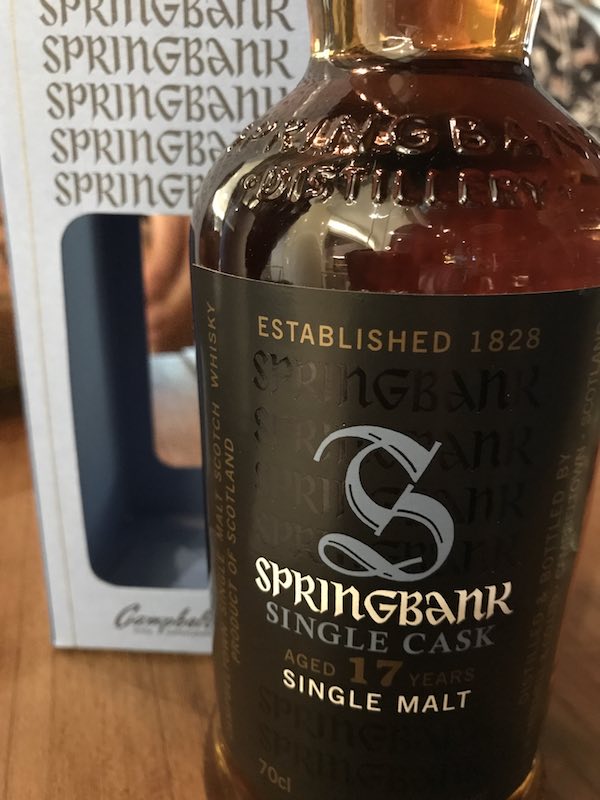 SPRINGBANK
SPRINGBANK
SPRINGBANK
SPRINGBANK
SPRINGBANK
Campbel
SPRINGBANK
DISTILLERY
ESTABLISHED 1828
SPRINGBANK
S
SPRINGBANK
SINGLE CASK
AGED 17 YEARS
SINGLE MALT
70cl
MALT SCOTCH WHISKY
PRODUCT OF SCOTLAND
DISTILLED & BOTTLED BY